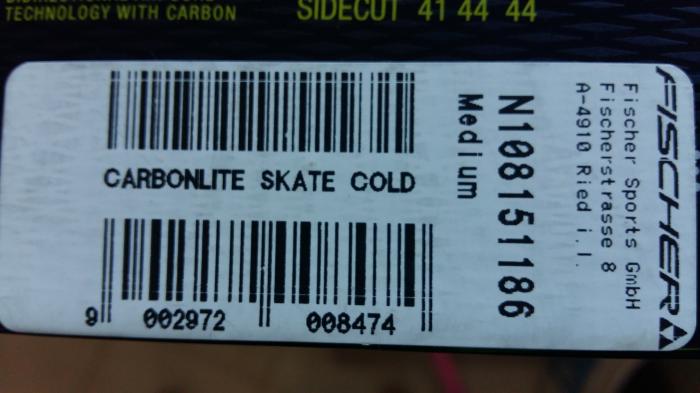 TECHNOLOGY WITH CARBON
SIDECUT 41 44 44
CARBONLITE SKATE COLD
9 002972 008474
N108151186
Medium
FISCHER
Fischer Sports GmbH
Fischerstrasse 8
A-4910 Ried i.I.